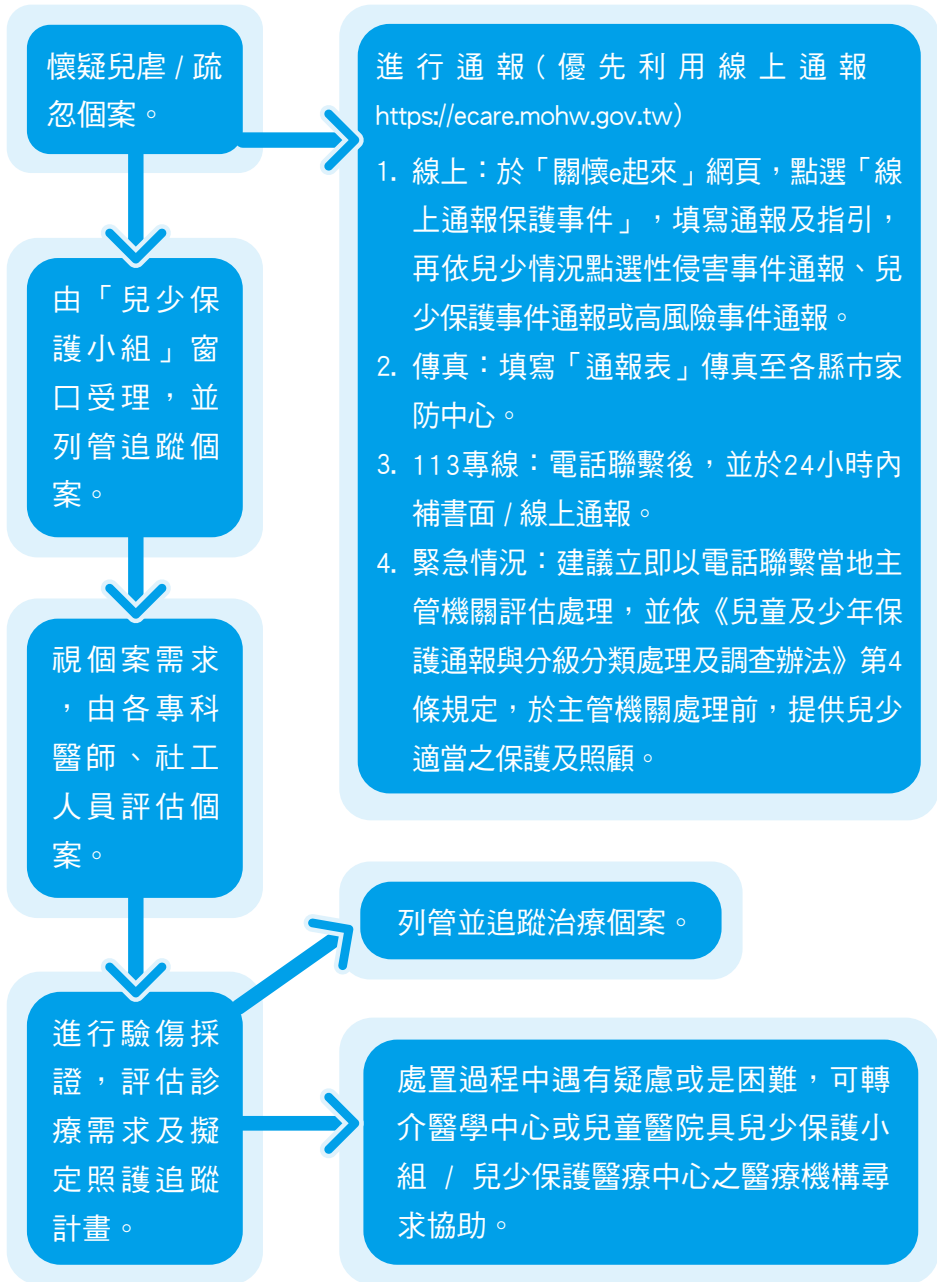 懷疑兒虐 / 疏
忽個案。
進行通報(優先利用線上通報
https://ecare.mohw.gov.tw)
1. 線上：於「關懷e起來」網頁，點選「線
上通報保護事件」，填寫通報及指引，
再依兒少情況點選性侵害事件通報、兒
少保護事件通報或高風險事件通報。
2. 傳真：填寫「通報表」傳真至各縣市家
防中心。
3. 113專線：電話聯繫後，並於24小時內
補書面 / 線上通報。
4. 緊急情況：建議立即以電話聯繫當地主
管機關評估處理，並依《兒童及少年保
護通報與分級分類處理及調查辦法》第4
條規定，於主管機關處理前，提供兒少
適當之保護及照顧。
由「兒少保
護小組」窗
口受理，並
列管追蹤個
案。
視個案需求
，由各專科
醫師、社工
人員評估個
案。
進行驗傷採
證，評估診
療需求及擬
定照護追蹤
計畫。
列管並追蹤治療個案。
處置過程中遇有疑慮或是困難，可轉
介醫學中心或兒童醫院具兒少保護小
組 / 兒少保護醫療中心之醫療機構尋
求協助。